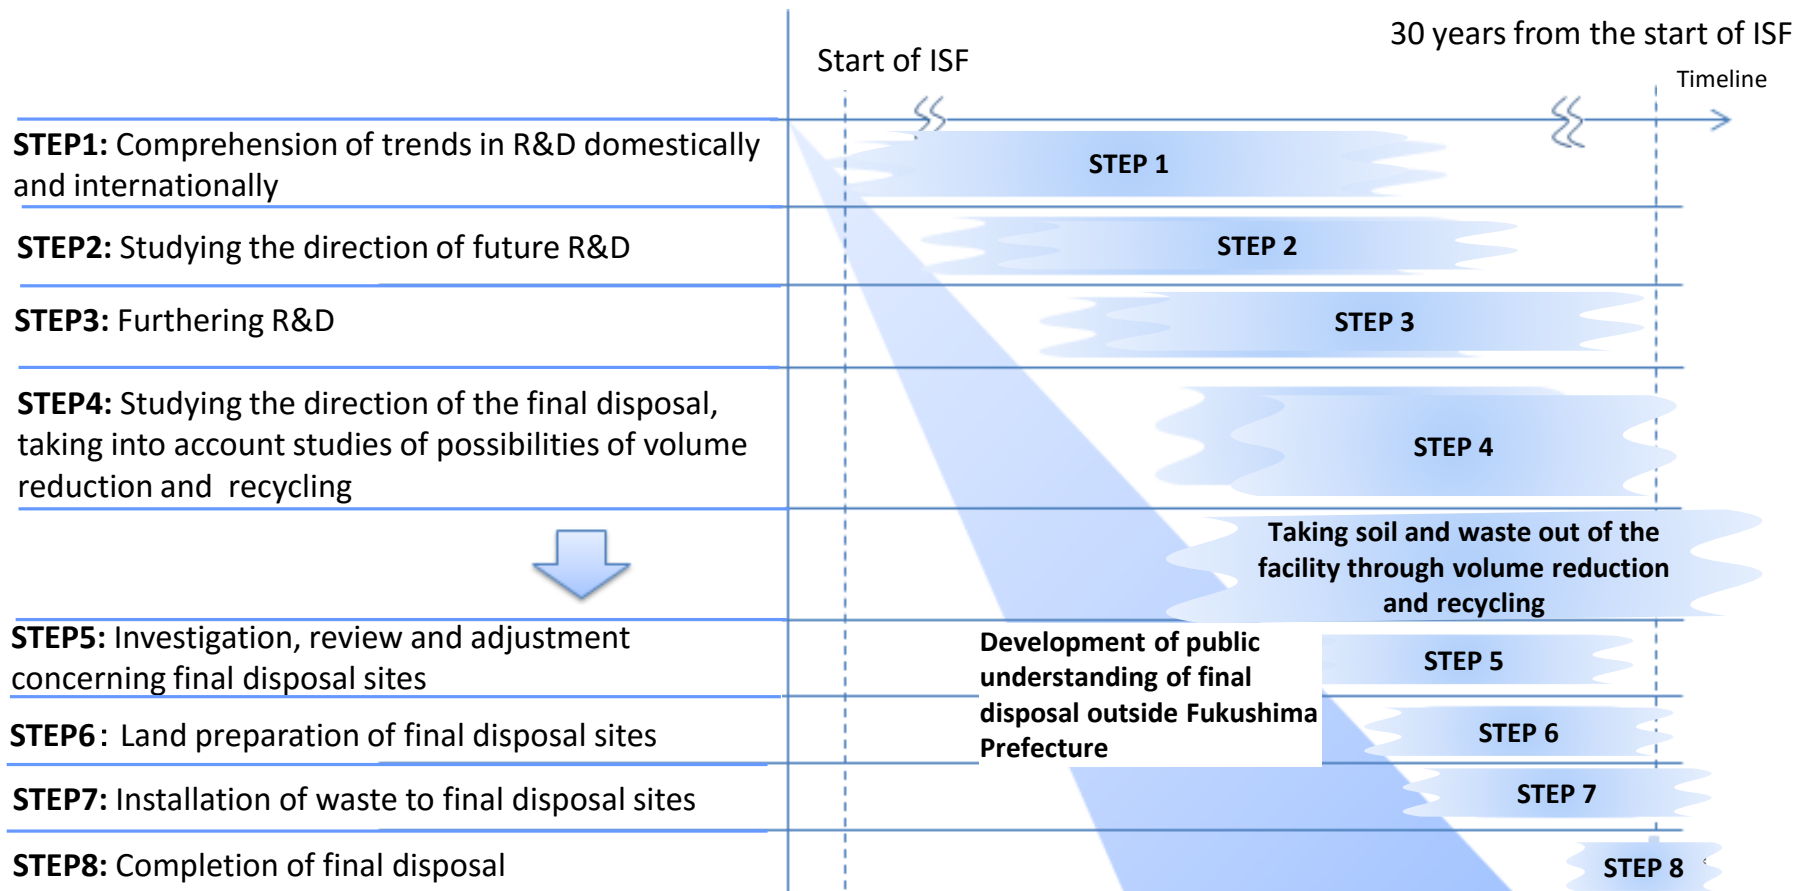 30 years from the start of ISF
Start of ISF
Timeline
STEP1: Comprehension of trends in R&D domestically
and internationally
STEP 1
STEP2: Studying the direction of future R&D
STEP 2
STEP3: Furthering R&D
STEP 3
STEP4: Studying the direction of the final disposal,
taking into account studies of possibilities of volume
reduction and recycling
STEP 4
Taking soil and waste out of the
facility through volume reduction
and recycling
STEP5: Investigation, review and adjustment
concerning final disposal sites
Development of public
understanding of final
disposal outside Fukushima
Prefecture
STEP 5
STEP6: Land preparation of final disposal sites
STEP 6
STEP7: Installation of waste to final disposal sites
STEP 7
STEP8: Completion of final disposal
STEP 8